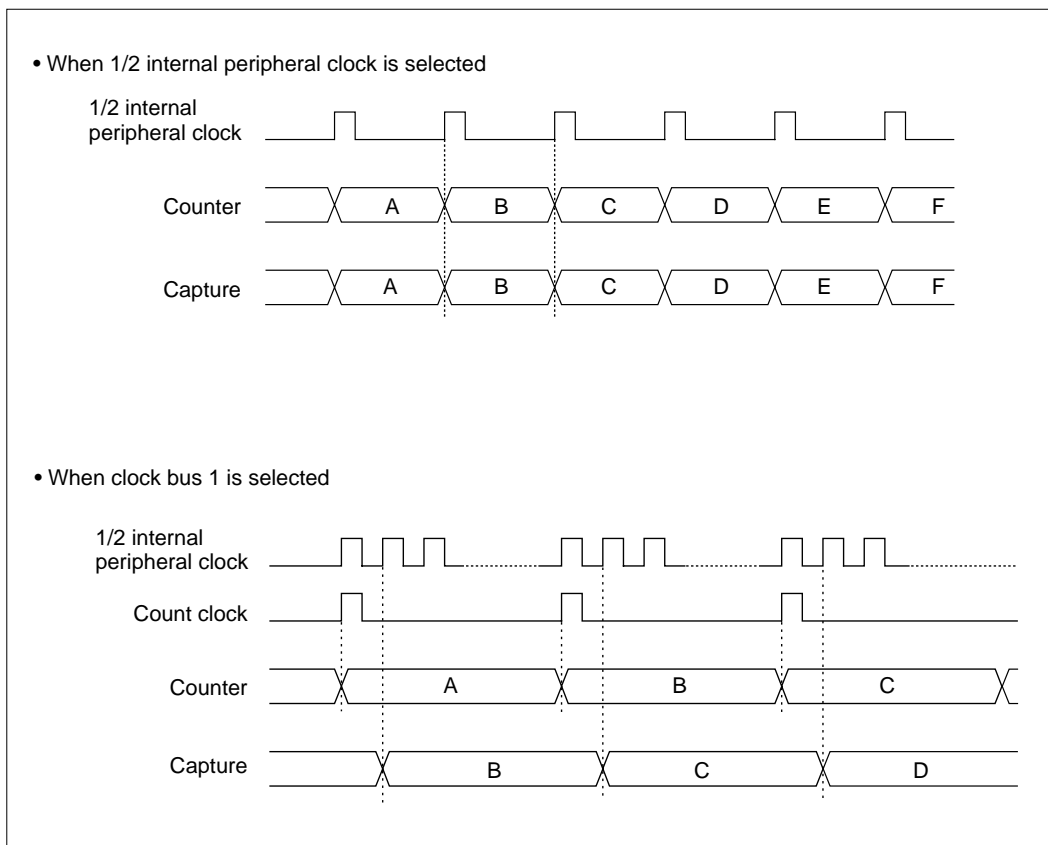 • When 1/2 internal peripheral clock is selected
1/2 internal
peripheral clock
Counter A B C D E F
Capture A B C D E F
• When clock bus 1 is selected
1/2 internal
peripheral clock
Count clock
Counter A B C
Capture B C D